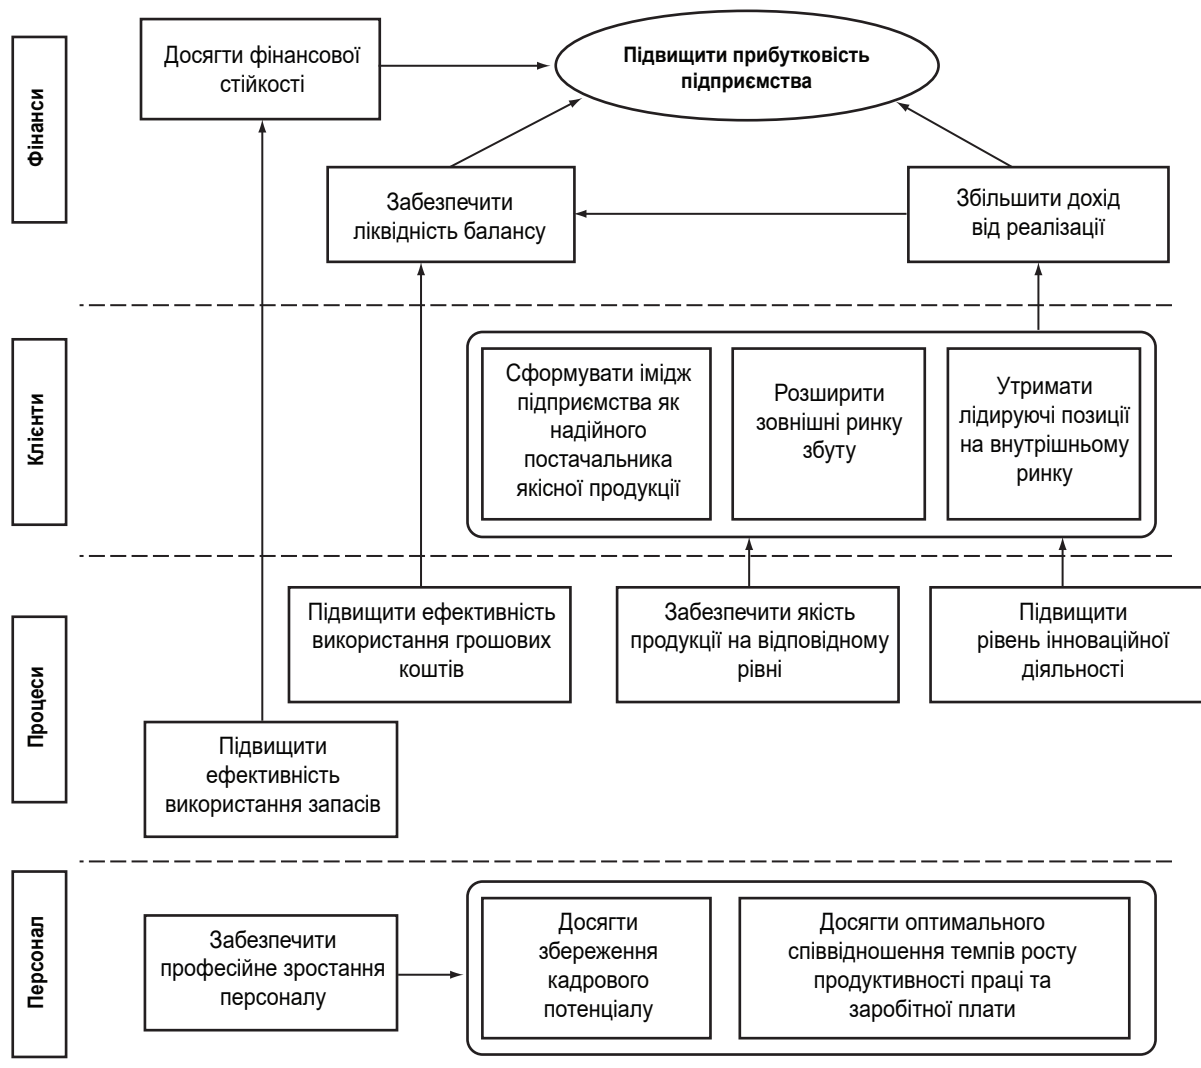 Фінанси
Досягти фінансової
стійкості
Підвищити прибутковість
підприємства
Забезпечити
ліквідність балансу
Збільшити дохід
від реалізації
Клієнти
Сформувати імідж
підприємства як
надійного
постачальника
якісної продукції
Розширити
зовнішні ринку
збуту
Утримати
лідируючі позиції
на внутрішньому
ринку
Процеси
Підвищити ефективність
використання грошових
коштів
Забезпечити якість
продукції на відповідному
рівні
Підвищити
рівень інноваційної
діяльності
Підвищити
ефективність
використання запасів
Персонал
Забезпечити
професійне зростання
персоналу
Досягти
збереження
кадрового
потенціалу
Досягти оптимального
співвідношення темпів росту
продуктивності праці та
заробітної плати